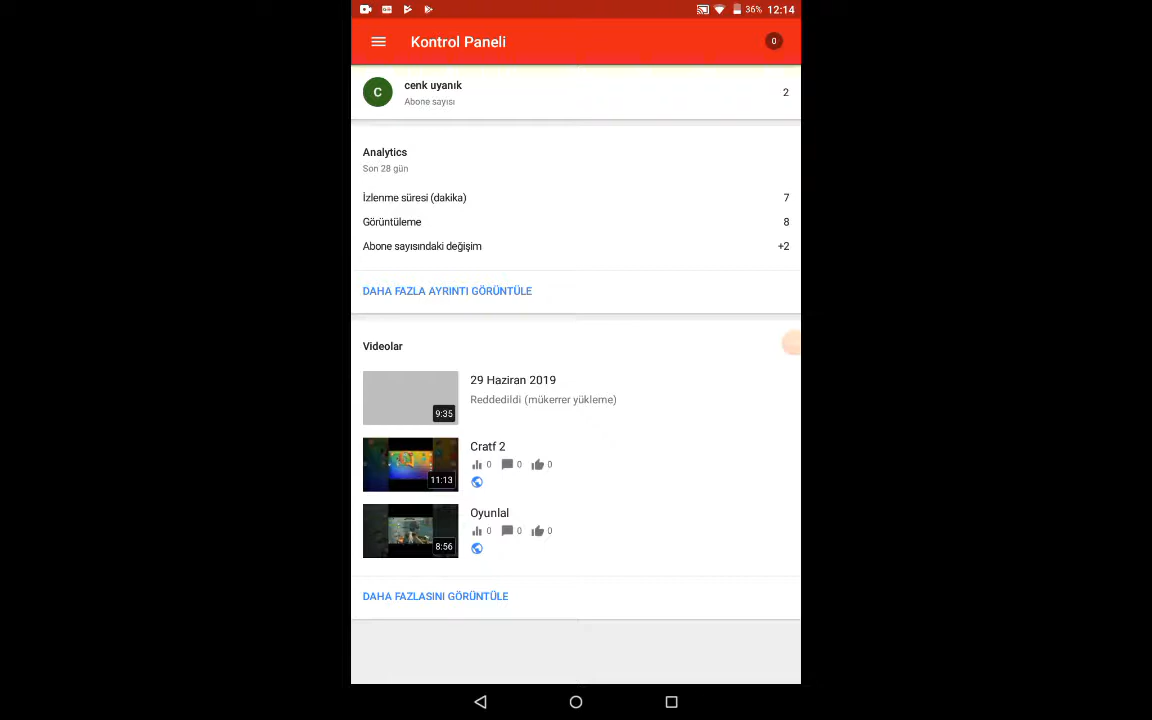 36% 12:14
Kontrol Paneli
0
C
cenk uyanık
Abone sayısı
2
Analytics
Son 28 gün
İzlenme süresi (dakika) 7
Görüntüleme 8
Abone sayısındaki değişim +2
DAHA FAZLA AYRINTI GÖRÜNTÜLE
Videolar
29 Haziran 2019
Reddedildi (mükerrer yükleme)
9:35
Cratf 2
0 0 0
11:13
Oyunlal
0 0 0
8:56
DAHA FAZLASINI GÖRÜNTÜLE